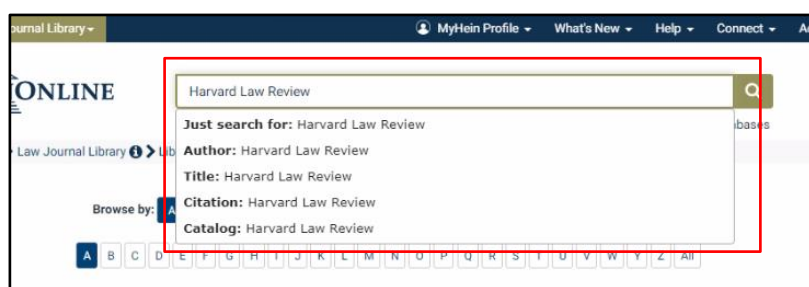 ournal Library
MyHein Profile What's New Help Connect
ONLINE
Harvard Law Review
Just search for: Harvard Law Review
bases
Author: Harvard Law Review
Law Journal Library Lib
Title: Harvard Law Review
Citation: Harvard Law Review
Browse by: A
Catalog: Harvard Law Review
A B C D E F G H I J K L M N O P Q R S T U V W Y Z All